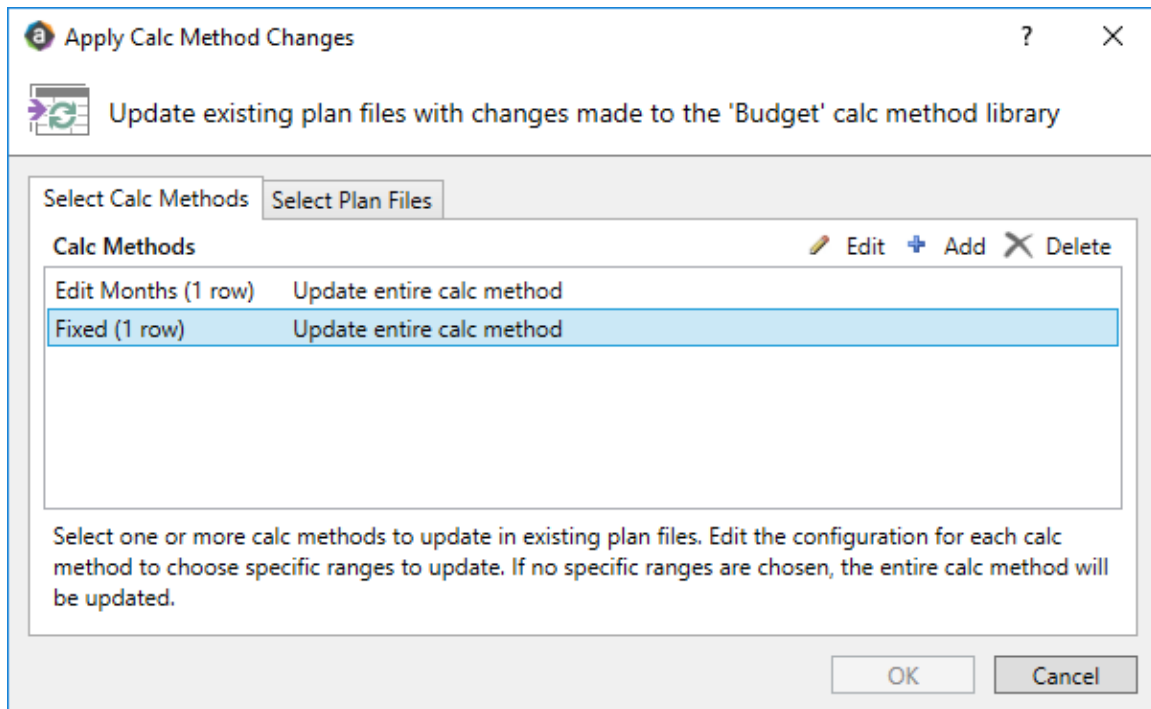 Apply Calc Method Changes ?
Update existing plan files with changes made to the 'Budget' calc method library
Select Calc Methods Select Plan Files
Calc Methods Edit Add Delete
Edit Months (1 row) Update entire calc method
Fixed (1 row) Update entire calc method
Select one or more calc methods to update in existing plan files. Edit the configuration for each calc
method to choose specific ranges to update. If no specific ranges are chosen, the entire calc method will
be updated.
OK Cancel